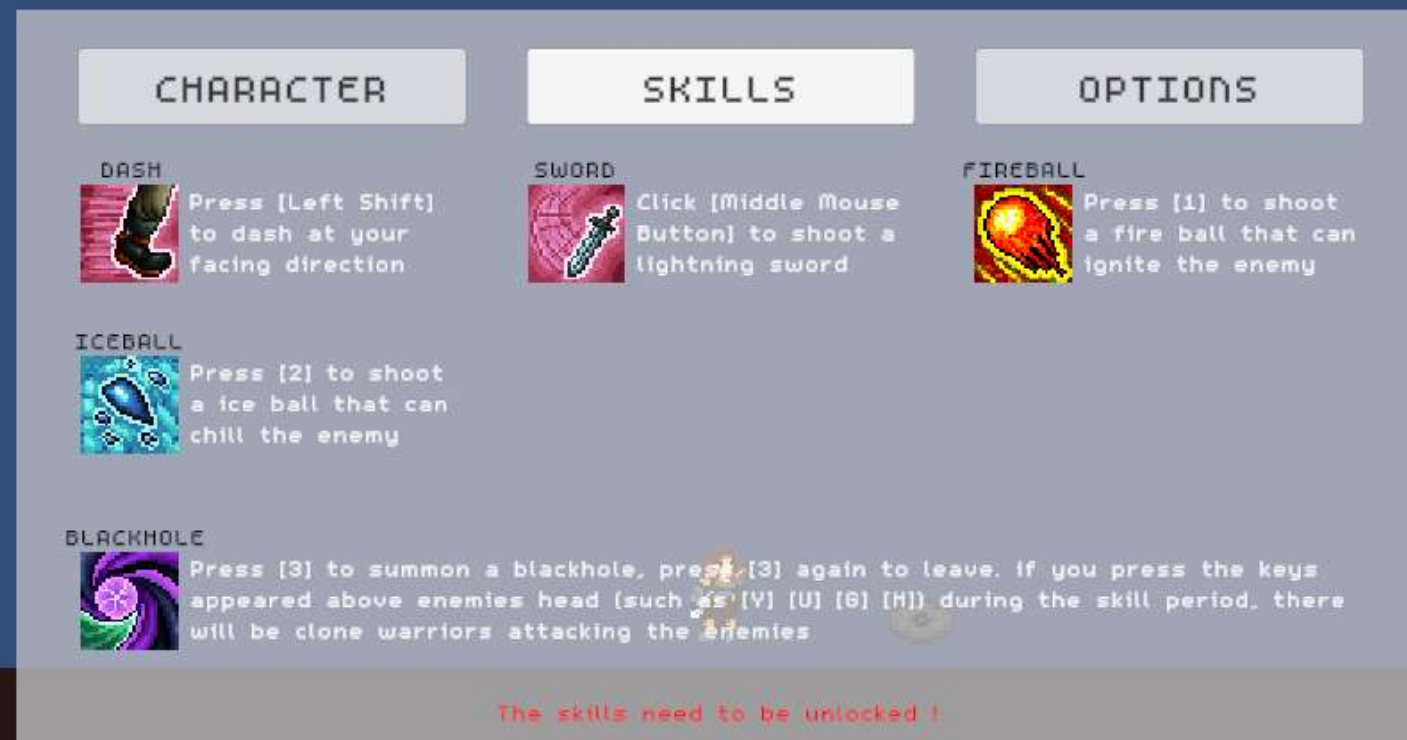 CHARACTER
SKILLS
OPTIONS
DASH
Press [Left Shift]
to dash at your
facing direction
SWORD
Click [Middle Mouse
Button] to shoot a
lightning sword
FIREBALL
Press [1] to shoot
a fire ball that can
ignite the enemy
ICEBALL
Press [2] to shoot
a ice ball that can
chill the enemy
BLACKHOLE
Press [3] to summon a blackhole, press [3] again to leave. if you press the keys
appeared above enemies head (such as [Y] [U] [G] [H]) during the skill period, there
will be clone warriors attacking the enemies
The skills need to be unlocked !